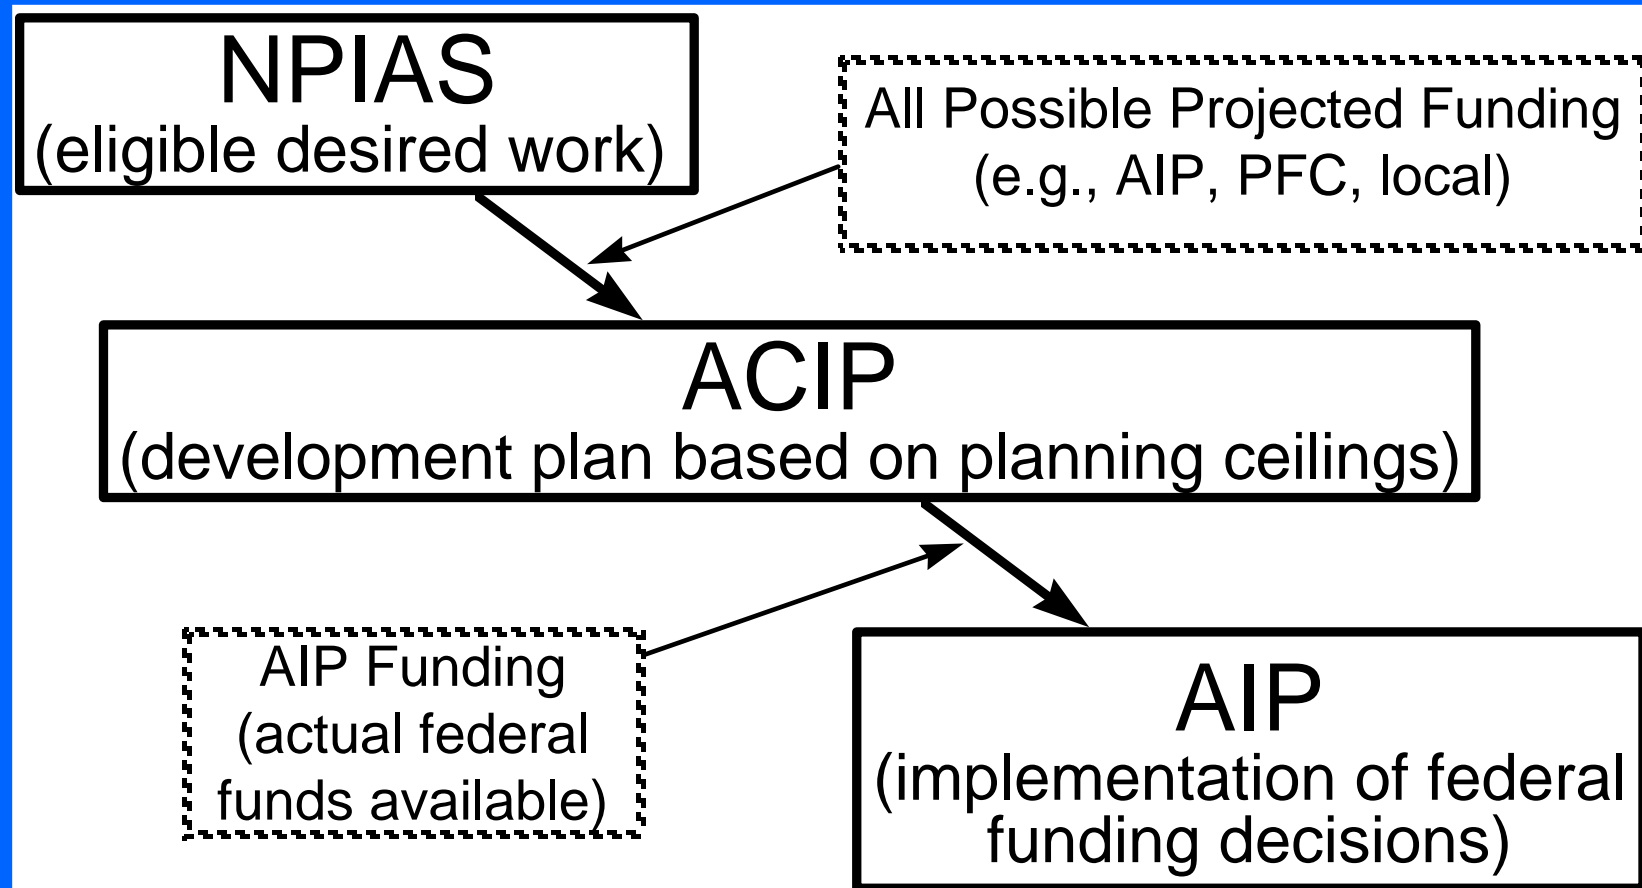 NPIAS
(eligible desired work)
All Possible Projected Funding
(e.g., AIP, PFC, local)
ACIP
(development plan based on planning ceilings)
AIP Funding
(actual federal
funds available)
AIP
(implementation of federal
funding decisions)